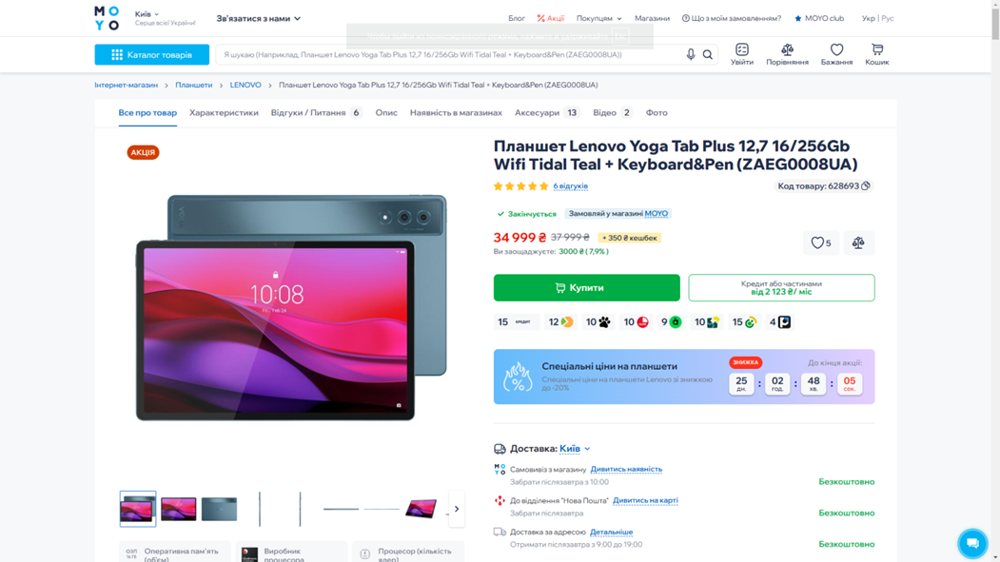 MOYO
Київ
Серце всієї України!
Зв'язатися з нами
Блог
Акції
Покупцям
Магазини
Що з моїм замовленням?
MOYO club
Укр | Рус
Каталог товарів
Я шукаю (Наприклад, Планшет Lenovo Yoga Tab Plus 12,7 16/256Gb Wifi Tidal Teal + Keyboard&Pen (ZAEG0008UA))
Увійти
Порівняння
Бажання
Кошик
Інтернет-магазин > Планшети > LENOVO > Планшет Lenovo Yoga Tab Plus 12,7 16/256Gb Wifi Tidal Teal + Keyboard&Pen (ZAEG0008UA)
Все про товар
Характеристики
Відгуки / Питання 6
Опис
Наявність в магазинах
Аксесуари 13
Відео 2
Фото
АКЦІЯ
10:08
Планшет Lenovo Yoga Tab Plus 12,7 16/256Gb
Wifi Tidal Teal + Keyboard&Pen (ZAEG0008UA)
6 відгуків
Код товару: 628693
Закінчується
Замовляй у магазині MOYO
34 999 ₴ 37 999 ₴ + 350 ₴ кешбек
Ви заощаджуєте: 3000 ₴ ( 7,9% )
5
Купити
Кредит або частинами
від 2 123 ₴/ міс
15 КРЕДИТ 12 10 10 9 10 15 4
Спеціальні ціни на планшети
Спеціальні ціни на планшети Lenovo зі знижкою
до -20%
ЗНИЖКА
До кінця акції:
25 : 02 : 48 : 05
дн. год. хв. сек.
Доставка: Київ
MOYO
Самовивіз з магазину Дивитись наявність
Забрати післязавтра з 10:00
Безкоштовно
До відділення "Нова Пошта" Дивитись на карті
Забрати післязавтра
Безкоштовно
Доставка за адресою Детальніше
Отримати післязавтра з 9:00 до 19:00
Безкоштовно
ОЗП
Оперативна пам'ять
(об'єм)
Виробник
процесора
Процесор (кількість
ядер)